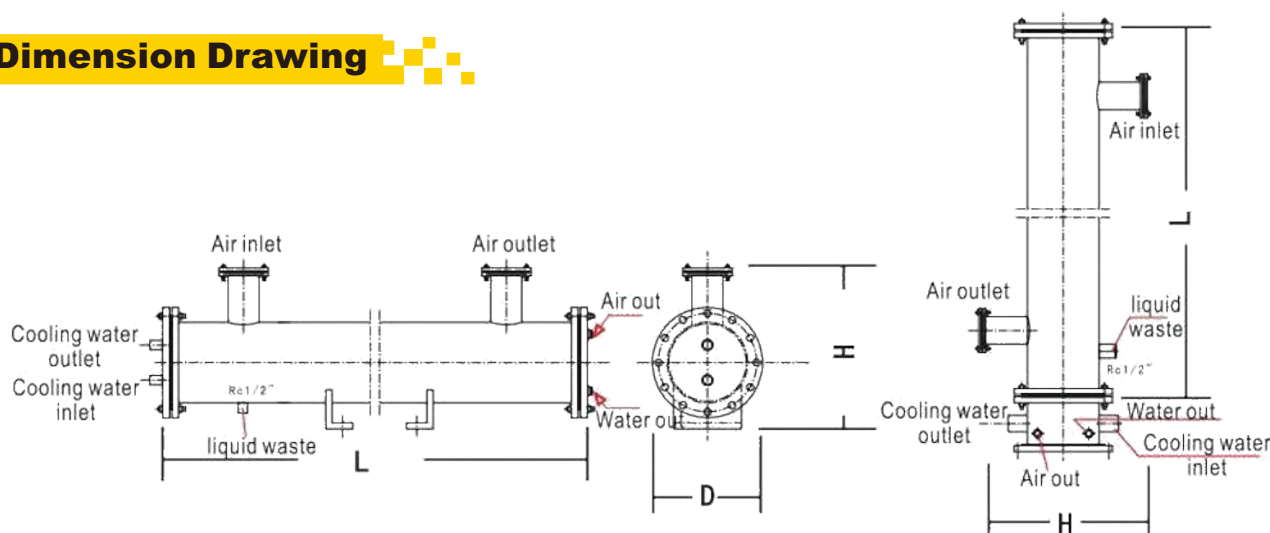 Dimension Drawing
Air inlet
Air outlet
Cooling water
outlet
Cooling water
inlet
Rc1/2"
liquid waste
L
Air out
Water out
D
H
Air inlet
L
Air outlet
liquid
waste
Rc1/2"
Cooling water
outlet
Water out
Cooling water
inlet
Air out
H